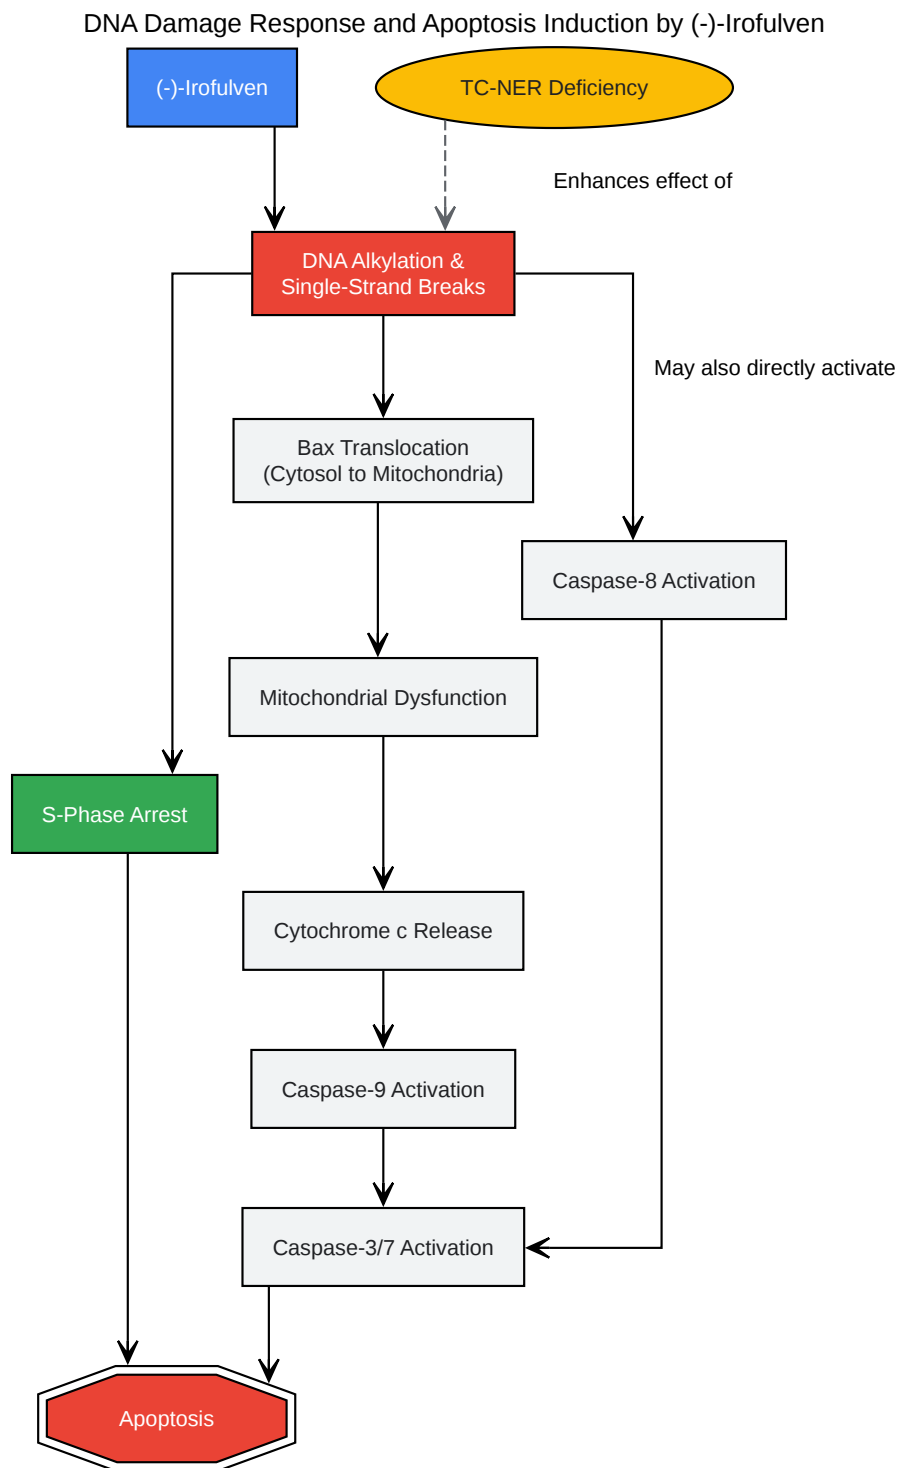 DNA Damage Response and Apoptosis Induction by (-)-Irofulven
(-)-Irofulven
TC-NER Deficiency
Enhances effect of
DNA Alkylation &
Single-Strand Breaks
May also directly activate
Bax Translocation
(Cytosol to Mitochondria)
Caspase-8 Activation
Mitochondrial Dysfunction
S-Phase Arrest
Cytochrome c Release
Caspase-9 Activation
Caspase-3/7 Activation
Apoptosis